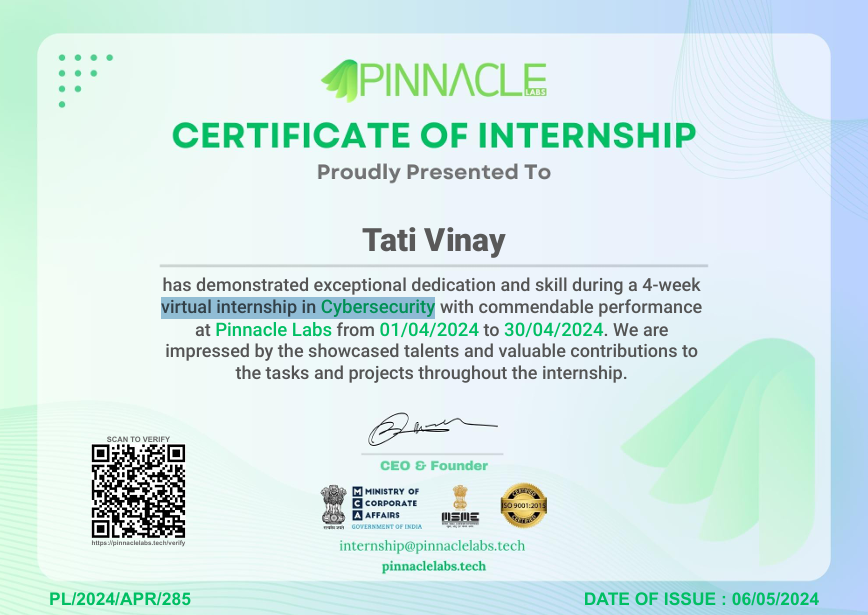 PINNACLE
LABS
CERTIFICATE OF INTERNSHIP
Proudly Presented To
Tati Vinay
has demonstrated exceptional dedication and skill during a 4-week
virtual internship in Cybersecurity with commendable performance
at Pinnacle Labs from 01/04/2024 to 30/04/2024. We are
impressed by the showcased talents and valuable contributions to
the tasks and projects throughout the internship.
SCAN TO VERIFY
https://pinnaclelabs.tech/verify
CEO & Founder
MCA
MINISTRY OF
CORPORATE
AFFAIRS
GOVERNMENT OF INDIA
MSME
CERTIFIED
ISO 9001:2015
CERTIFIED
internship@pinnaclelabs.tech
pinnaclelabs.tech
PL/2024/APR/285
DATE OF ISSUE : 06/05/2024